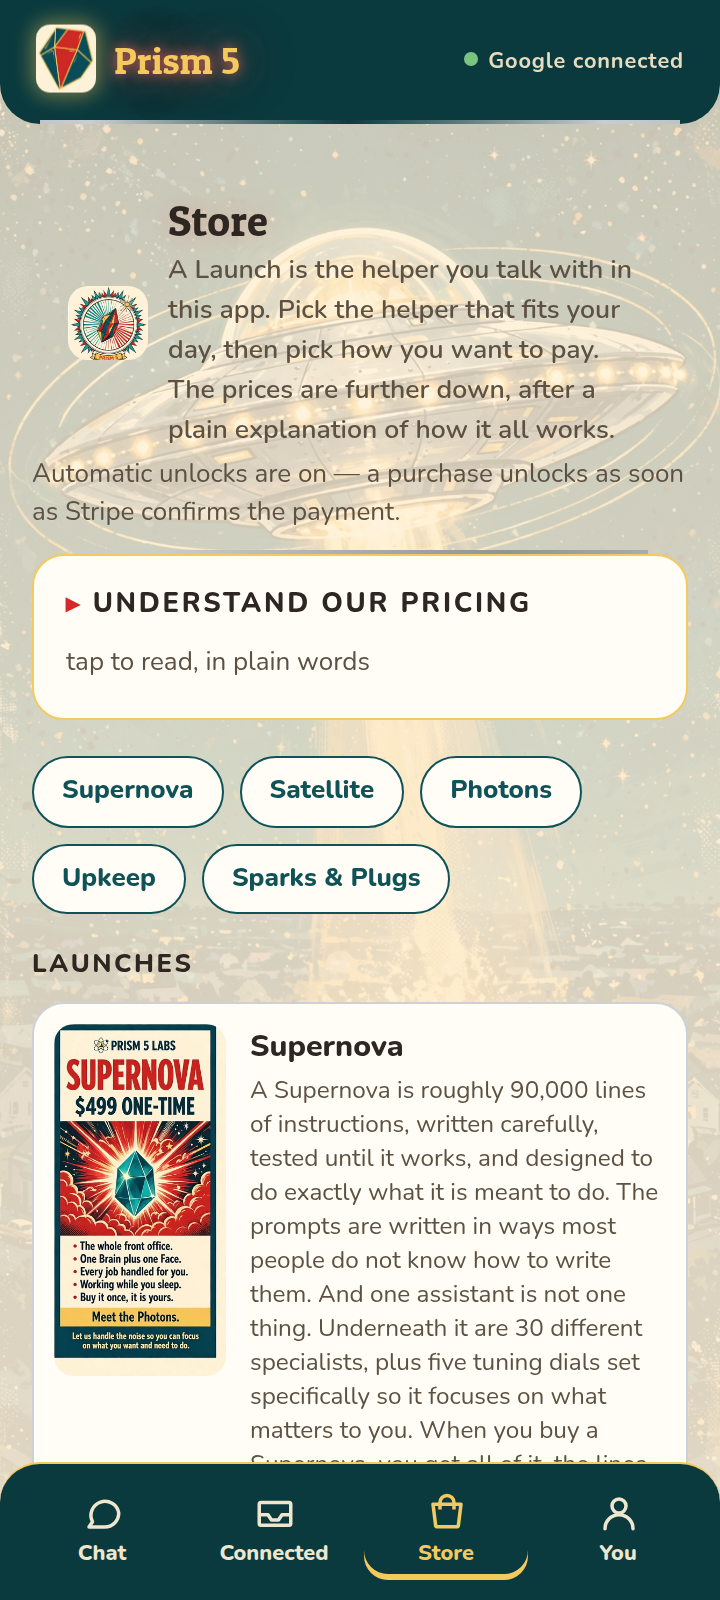 Prism 5
Google connected
Store
A Launch is the helper you talk with in
this app. Pick the helper that fits your
day, then pick how you want to pay.
The prices are further down, after a
plain explanation of how it all works.
Automatic unlocks are on — a purchase unlocks as soon
as Stripe confirms the payment.
UNDERSTAND OUR PRICING
tap to read, in plain words
Supernova
Satellite
Photons
Upkeep
Sparks & Plugs
LAUNCHES
PRISM 5 LABS
SUPERNOVA
$499 ONE-TIME
• The whole front office.
• One Brain plus one Face.
• Every job handled for you.
• Working while you sleep.
• Buy it once, it is yours.
Meet the Photons.
Let us handle the noise so you can focus
on what you want and need to do.
Supernova
A Supernova is roughly 90,000 lines
of instructions, written carefully,
tested until it works, and designed to
do exactly what it is meant to do. The
prompts are written in ways most
people do not know how to write
them. And one assistant is not one
thing. Underneath it are 30 different
specialists, plus five tuning dials set
specifically so it focuses on what
matters to you. When you buy a
Supernova, you get all of it, the lines
Chat
Connected
Store
You